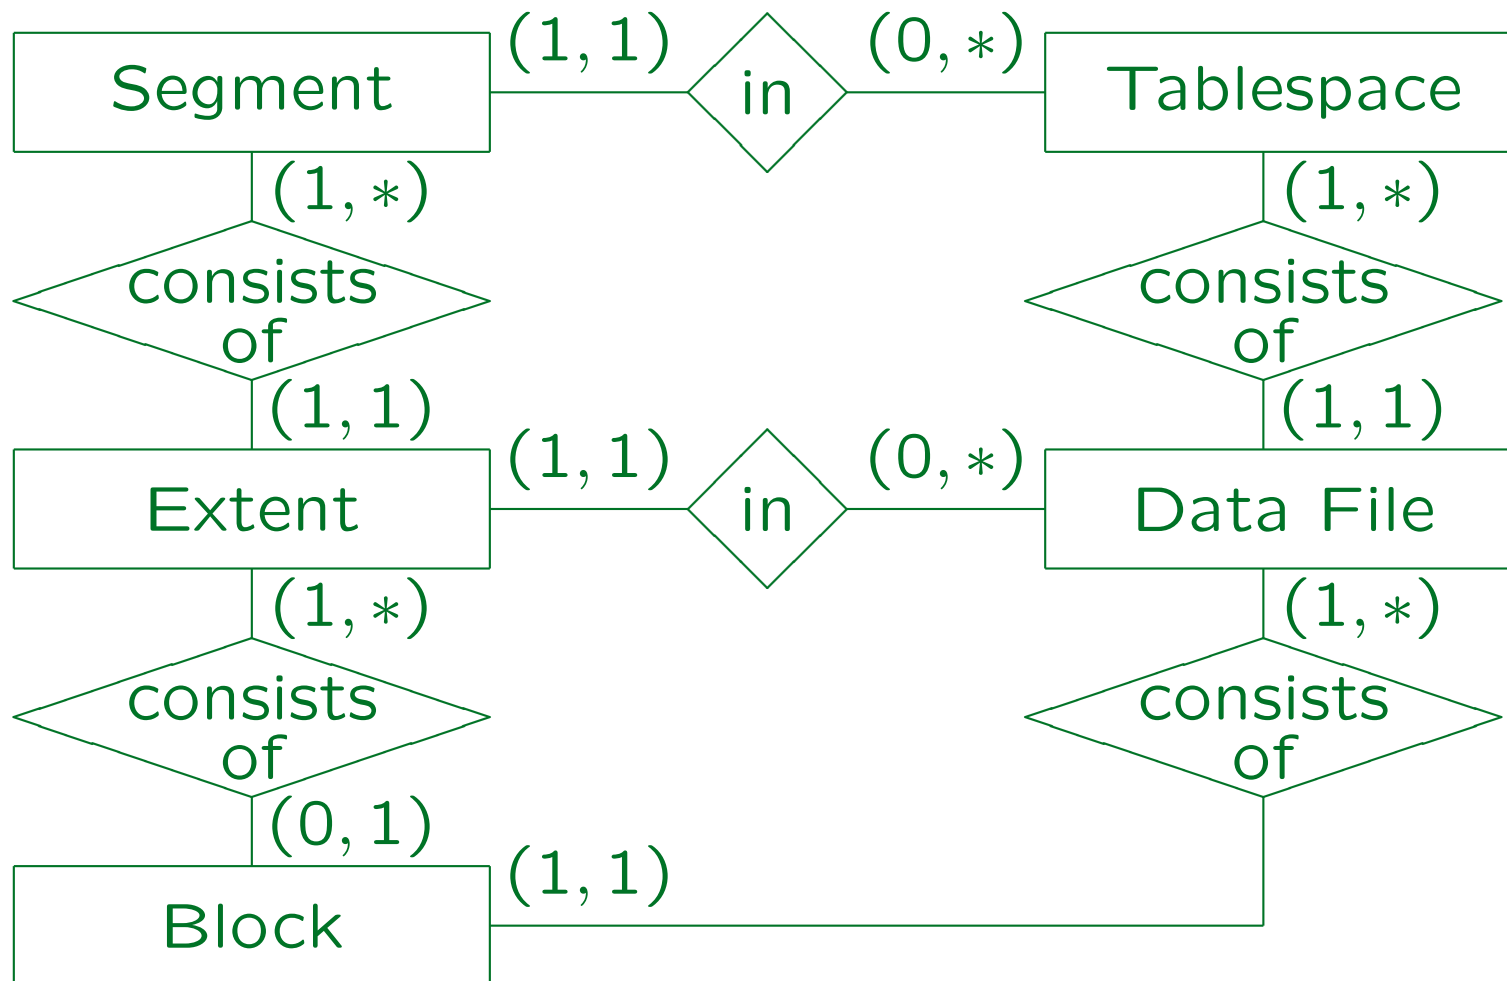 Segment (1, 1) in (0, ∗) Tablespace
(1, ∗) (1, ∗)
consists consists
of of
(1, 1) (1, 1)
Extent (1, 1) in (0, ∗) Data File
(1, ∗) (1, ∗)
consists consists
of of
(0, 1)
Block (1, 1)